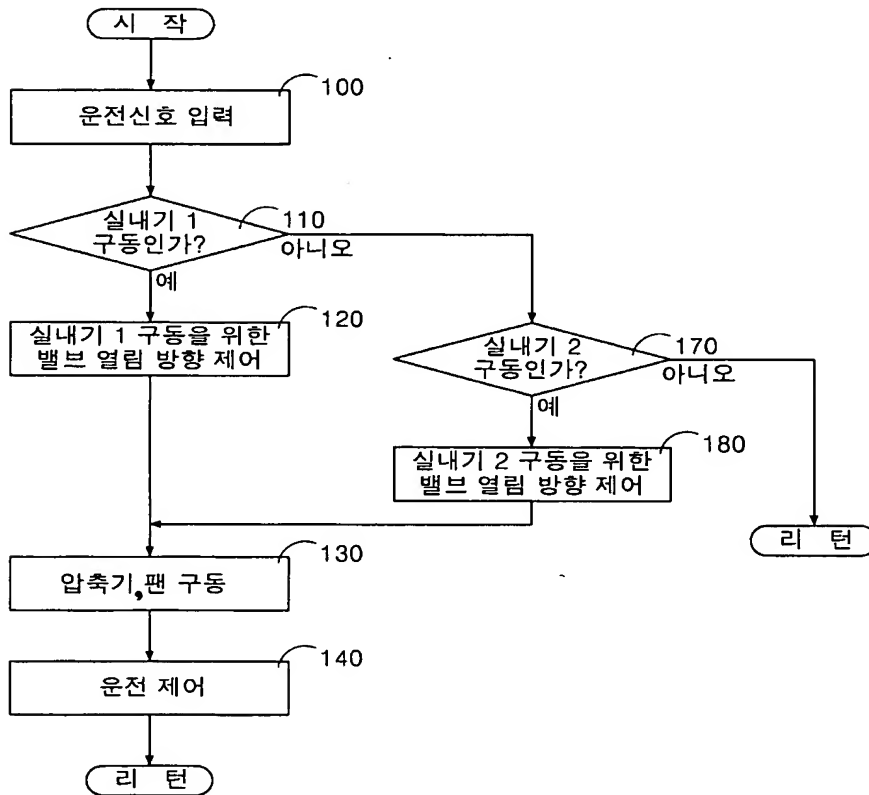 시 작
100
운전신호 입력
실내기 1
구동인가?
110
아니오
예
120
실내기 1 구동을 위한
밸브 열림 방향 제어
실내기 2
구동인가?
170
아니오
예
180
실내기 2 구동을 위한
밸브 열림 방향 제어
리 턴
130
압축기,팬 구동
140
운전 제어
리 턴